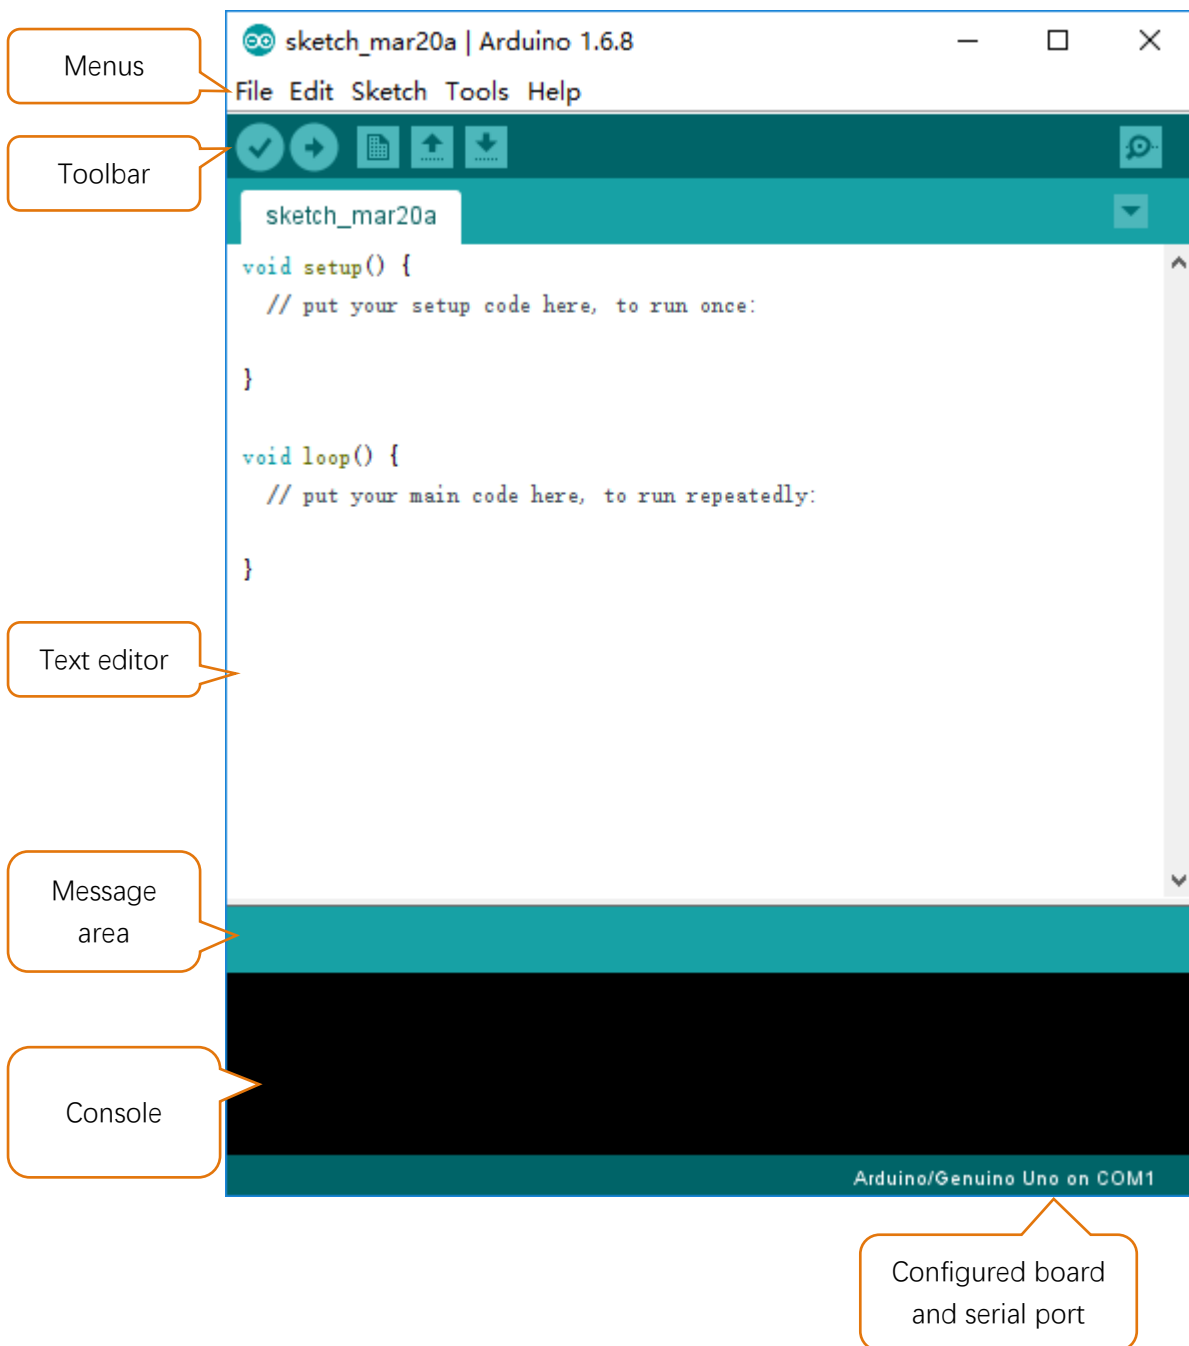 Menus
sketch_mar20a | Arduino 1.6.8
File Edit Sketch Tools Help
Toolbar
sketch_mar20a
void setup() {
// put your setup code here, to run once:
}
void loop() {
// put your main code here, to run repeatedly:
}
Text editor
Message
area
Console
Arduino/Genuino Uno on COM1
Configured board
and serial port